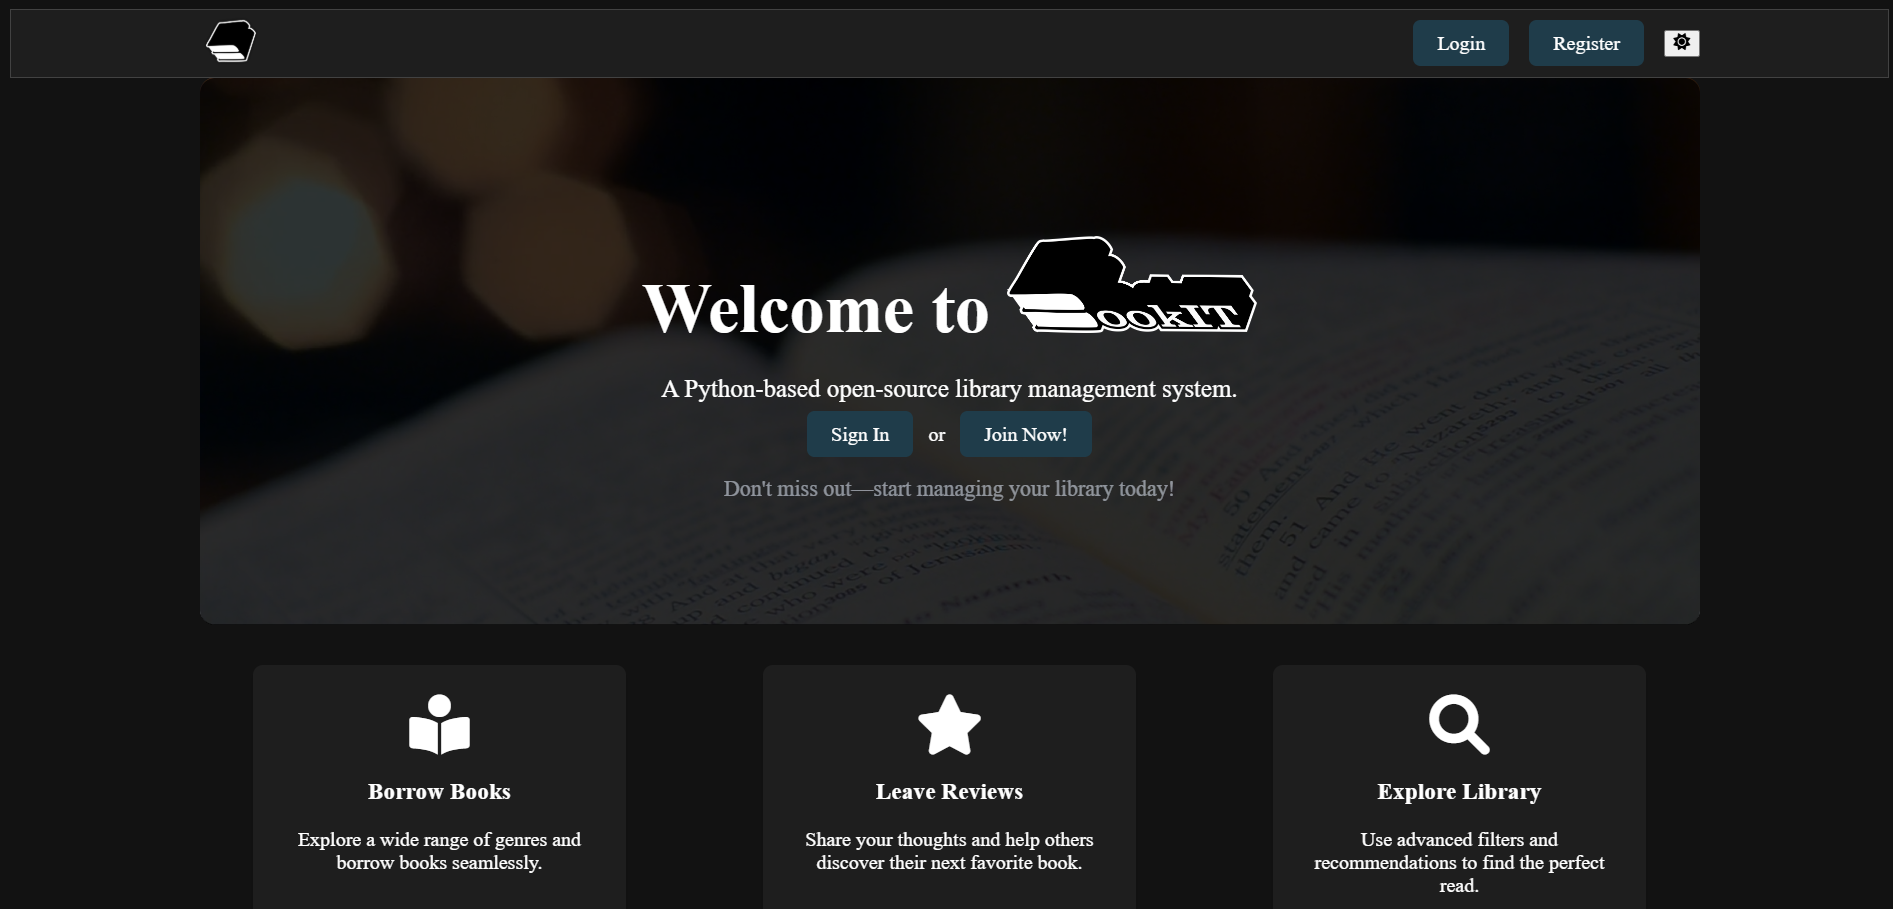 Login Register
Welcome to BookIT
A Python-based open-source library management system.
Sign In or Join Now!
Don't miss out—start managing your library today!
Borrow Books
Explore a wide range of genres and
borrow books seamlessly.
Leave Reviews
Share your thoughts and help others
discover their next favorite book.
Explore Library
Use advanced filters and
recommendations to find the perfect
read.